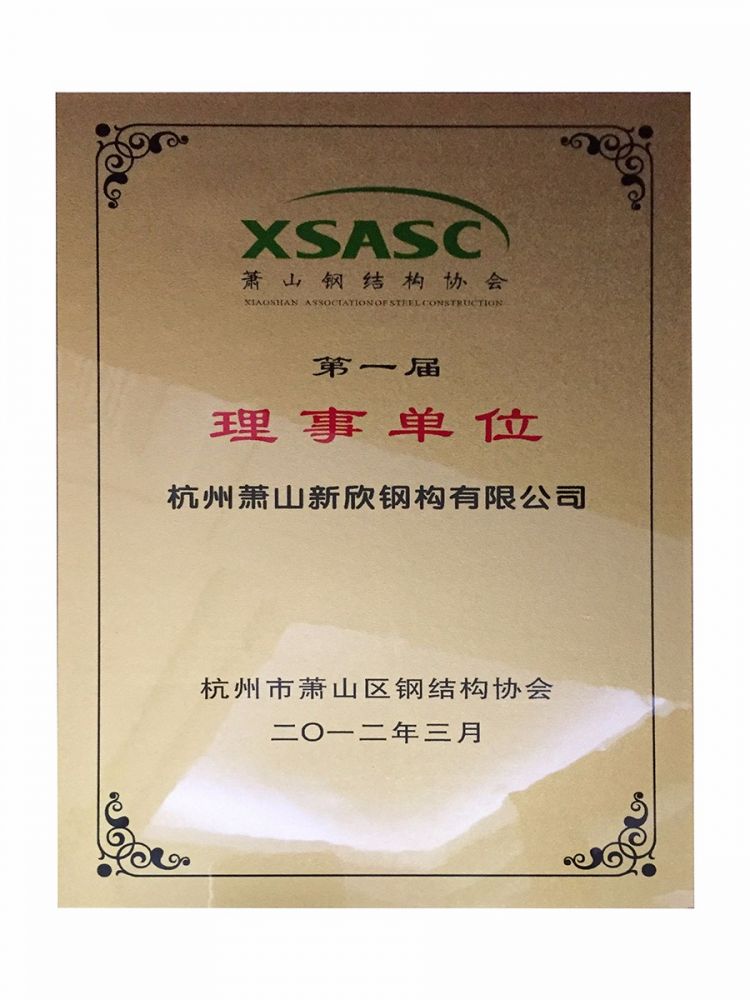 XSASC
萧山钢结构协会
XIAOSHAN ASSOCIATION OF STEEL CONSTRUCTION
第一届
理事单位
杭州萧山新欣钢构有限公司
杭州市萧山区钢结构协会
二〇一二年三月